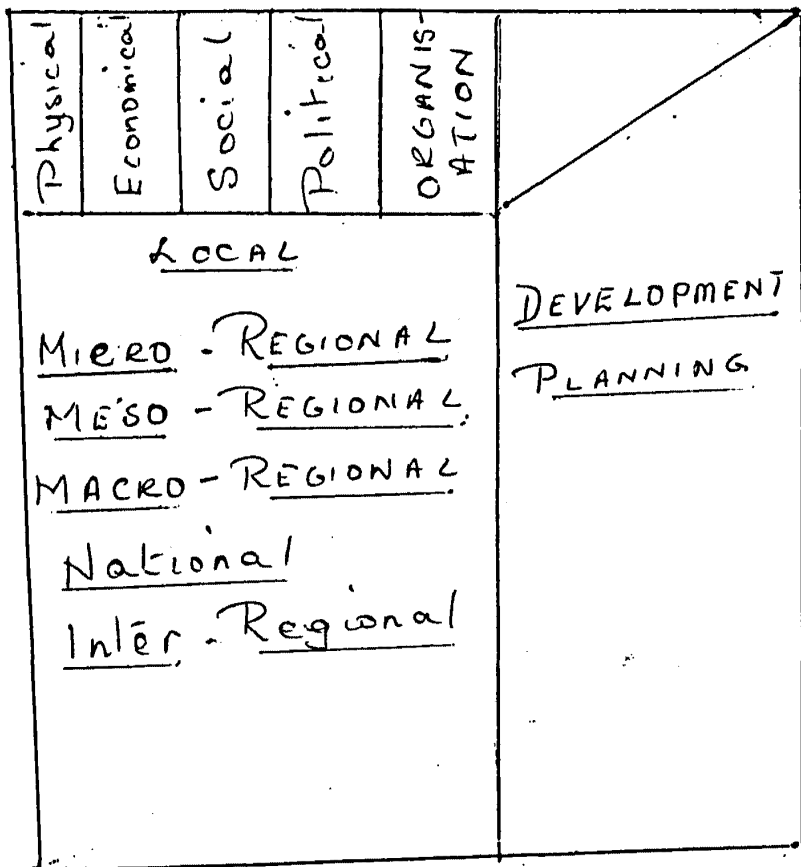 Physical
Economical
Social
Political
ORGANIS-
ATION
LOCAL
MICRO - REGIONAL
MESO - REGIONAL
MACRO - REGIONAL
National
Inter - Regional
DEVELOPMENT
PLANNING